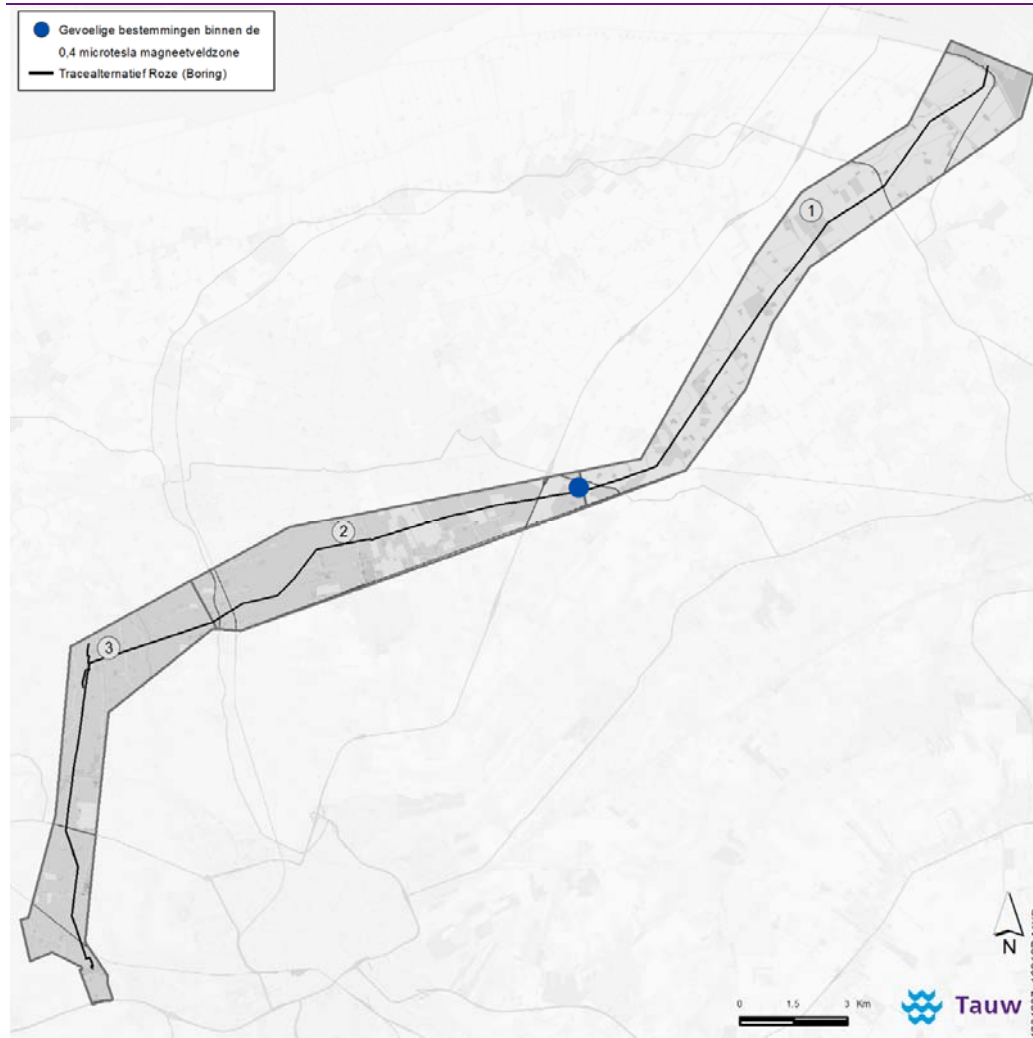 Gevoelige bestemmingen binnen de
0,4 microtesla magneetveldzone
Tracealternatief Roze (Boring)
1
2
3
N
0 1.5 3 Km
Tauw